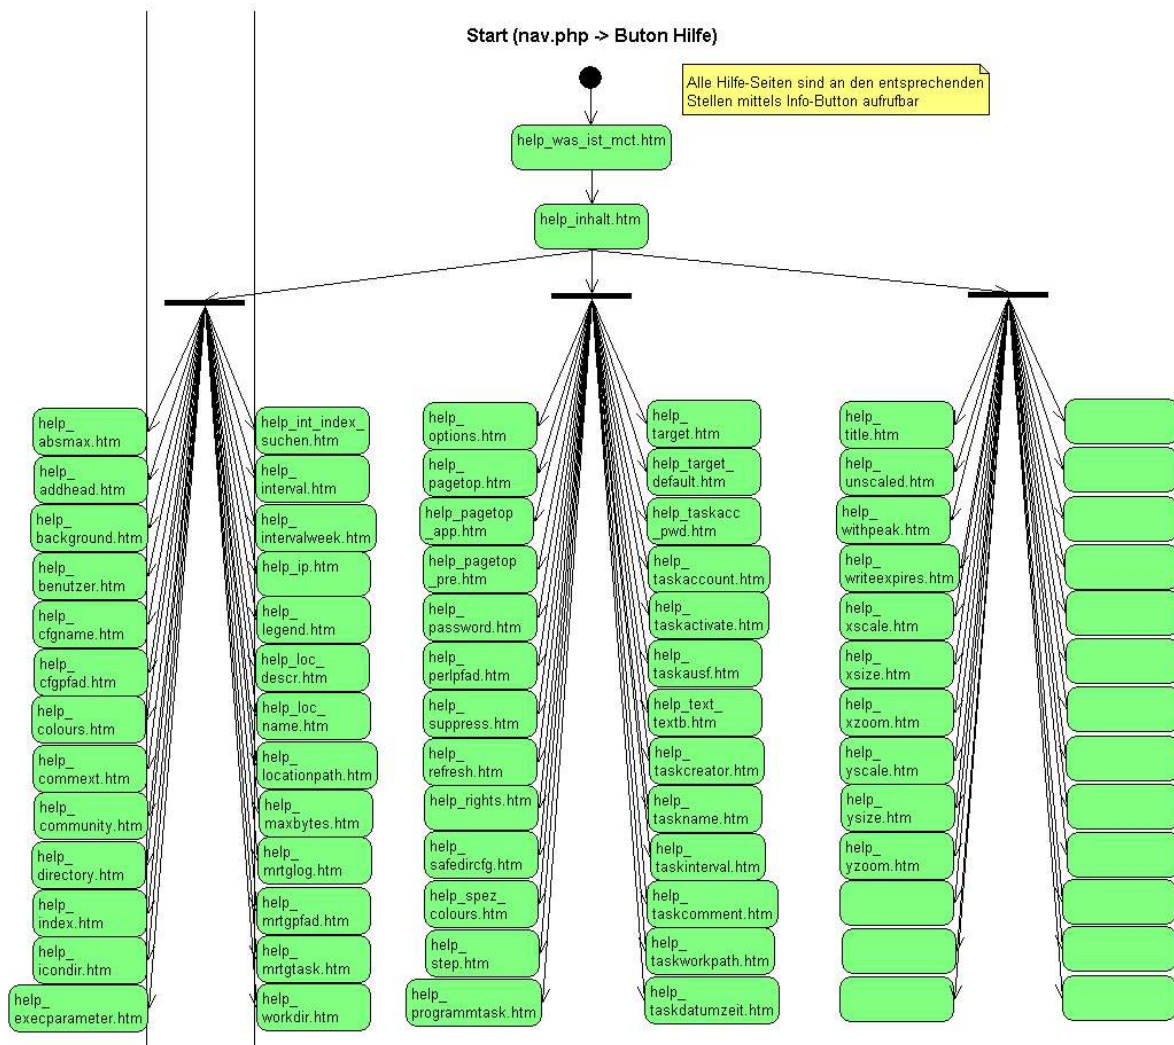 Start (nav.php -> Buton Hilfe)
Alle Hilfe-Seiten sind an den entsprechenden
Stellen mittels Info-Button aufrufbar
help_was_ist_mct.htm
help_inhalt.htm
help_
absmax.htm
help_
addhead.htm
help_
background.htm
help_
benutzer.htm
help_
cfgname.htm
help_
cfgpfad.htm
help_
colours.htm
help_
commext.htm
help_
community.htm
help_
directory.htm
help_
index.htm
help_
icondir.htm
help_
execparameter.htm
help_int_index_
suchen.htm
help_
interval.htm
help_
intervalweek.htm
help_ip.htm
help_
legend.htm
help_loc_
descr.htm
help_loc_
name.htm
help_
locationpath.htm
help_
maxbytes.htm
help_
mrtglog.htm
help_
mrtgpfad.htm
help_
mrtgtask.htm
help_
workdir.htm
help_
options.htm
help_
pagetop.htm
help_pagetop
_app.htm
help_pagetop
_pre.htm
help_
password.htm
help_
perlpfad.htm
help_
suppress.htm
help_
refresh.htm
help_rights.htm
help_
safedircfg.htm
help_spez_
colours.htm
help_
step.htm
help_
programmtask.htm
help_
target.htm
help_target_
default.htm
help_taskacc
_pwd.htm
help_
taskaccount.htm
help_
taskactivate.htm
help_
taskausf.htm
help_text_
textb.htm
help_
taskcreator.htm
help_
taskname.htm
help_
taskinterval.htm
help_
taskcomment.htm
help_
taskworkpath.htm
help_
taskdatumzeit.htm
help_
title.htm
help_
unscaled.htm
help_
withpeak.htm
help_
writeexpires.htm
help_
xscale.htm
help_
xsize.htm
help_
xzoom.htm
help_
yscale.htm
help_
ysize.htm
help_
yzoom.htm